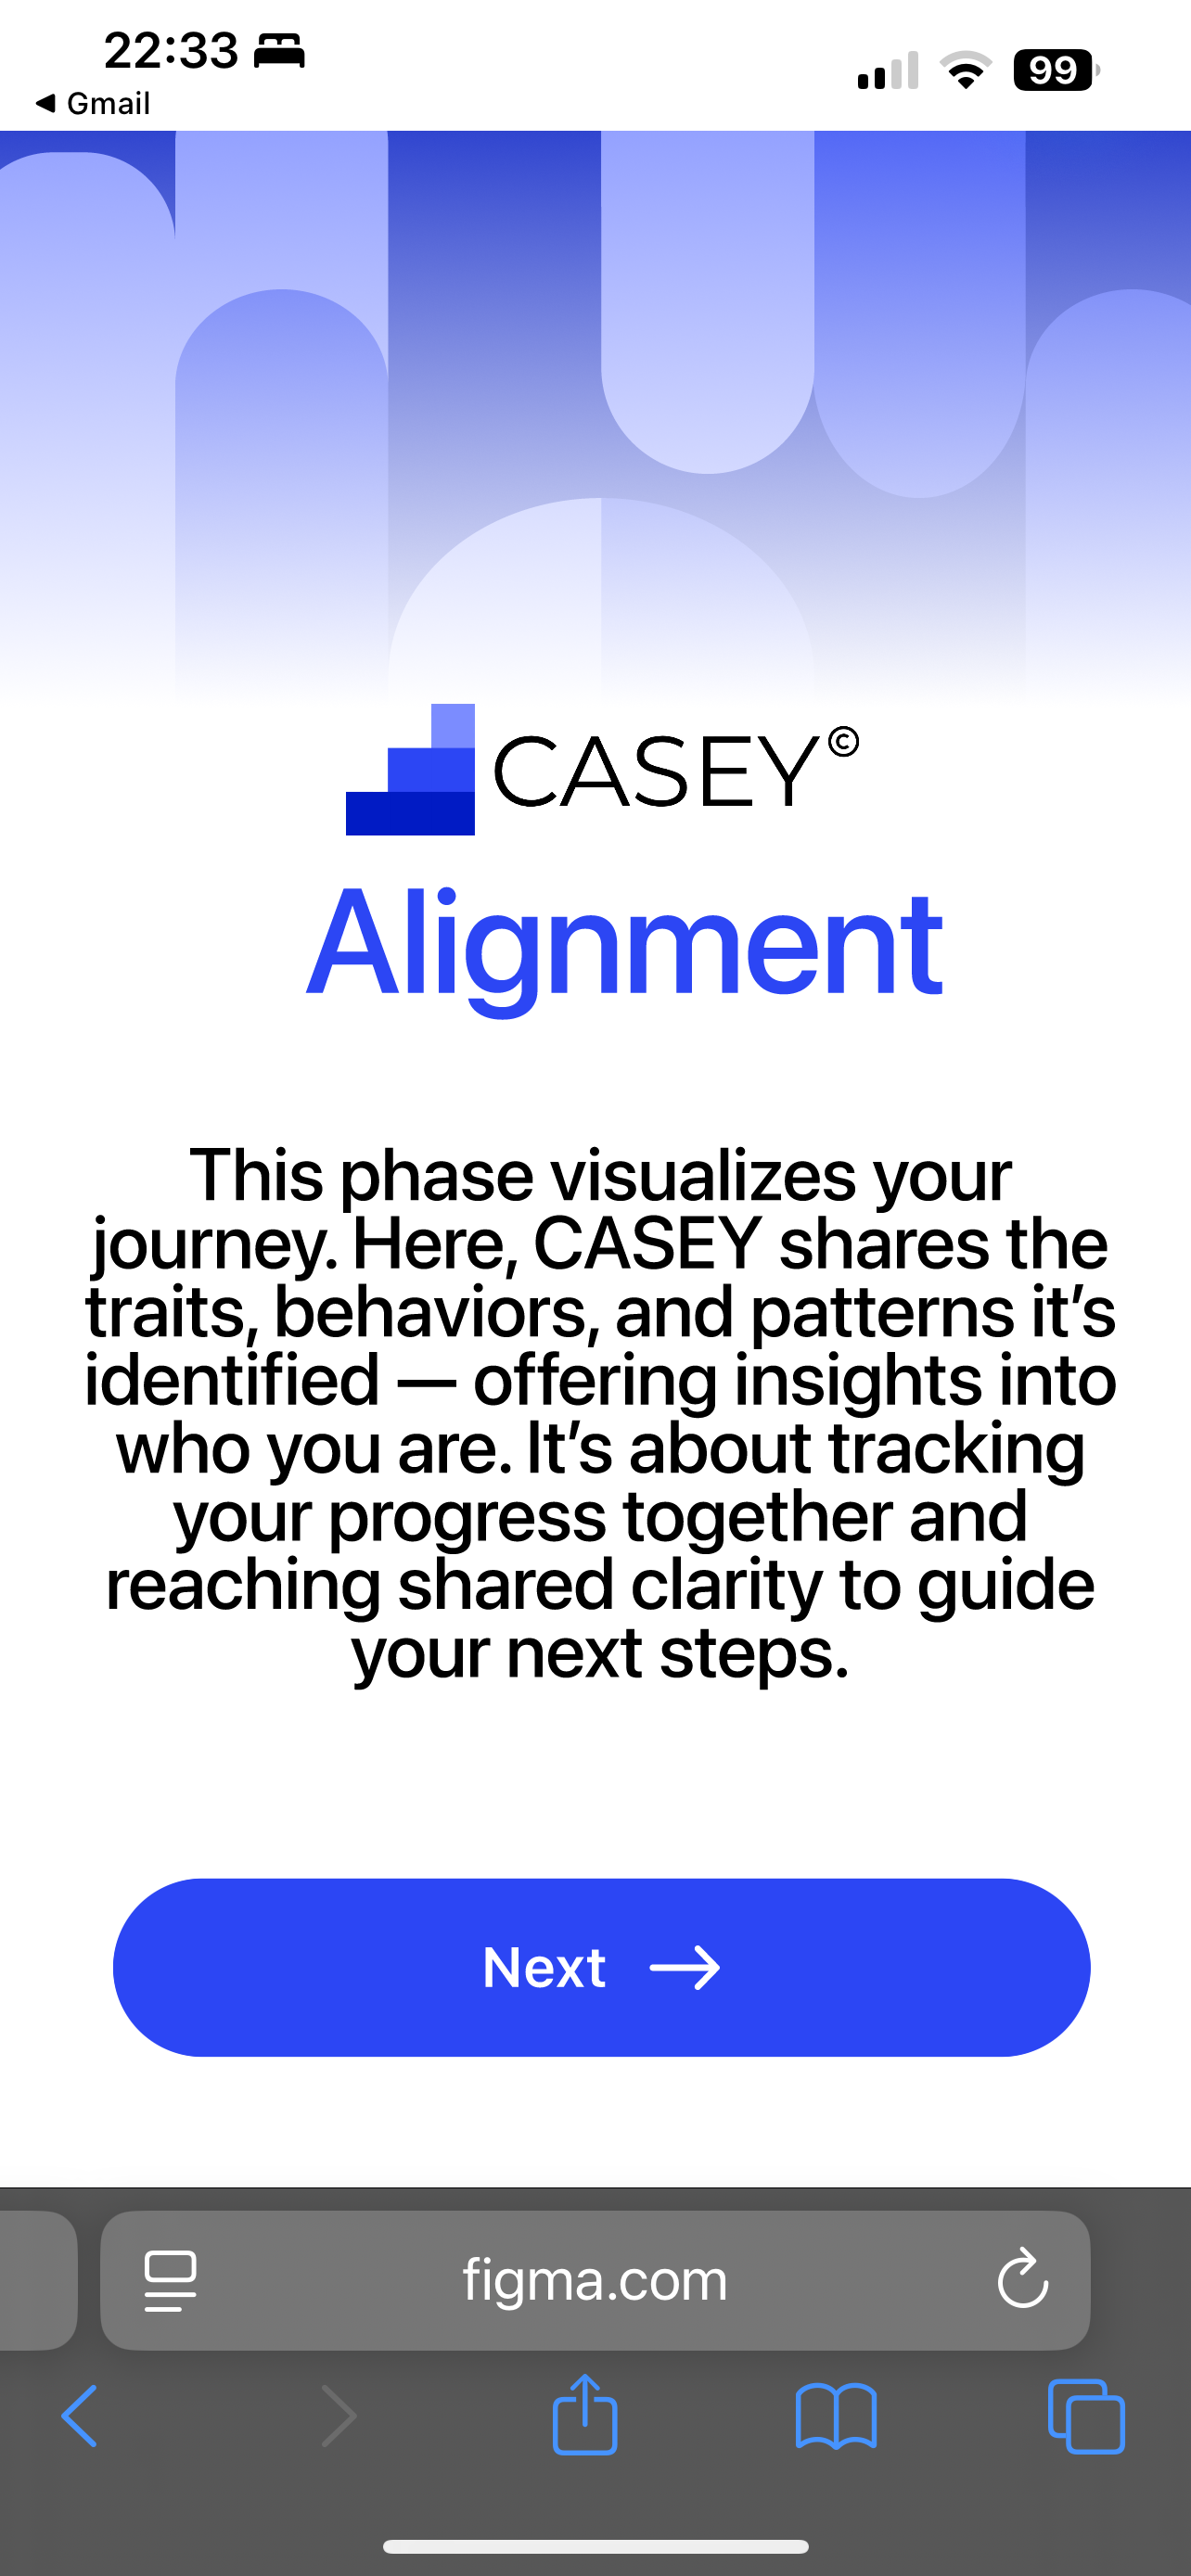 22:33
99
◀ Gmail
CASEY©
Alignment
This phase visualizes your
journey. Here, CASEY shares the
traits, behaviors, and patterns it’s
identified — offering insights into
who you are. It’s about tracking
your progress together and
reaching shared clarity to guide
your next steps.
Next →
figma.com